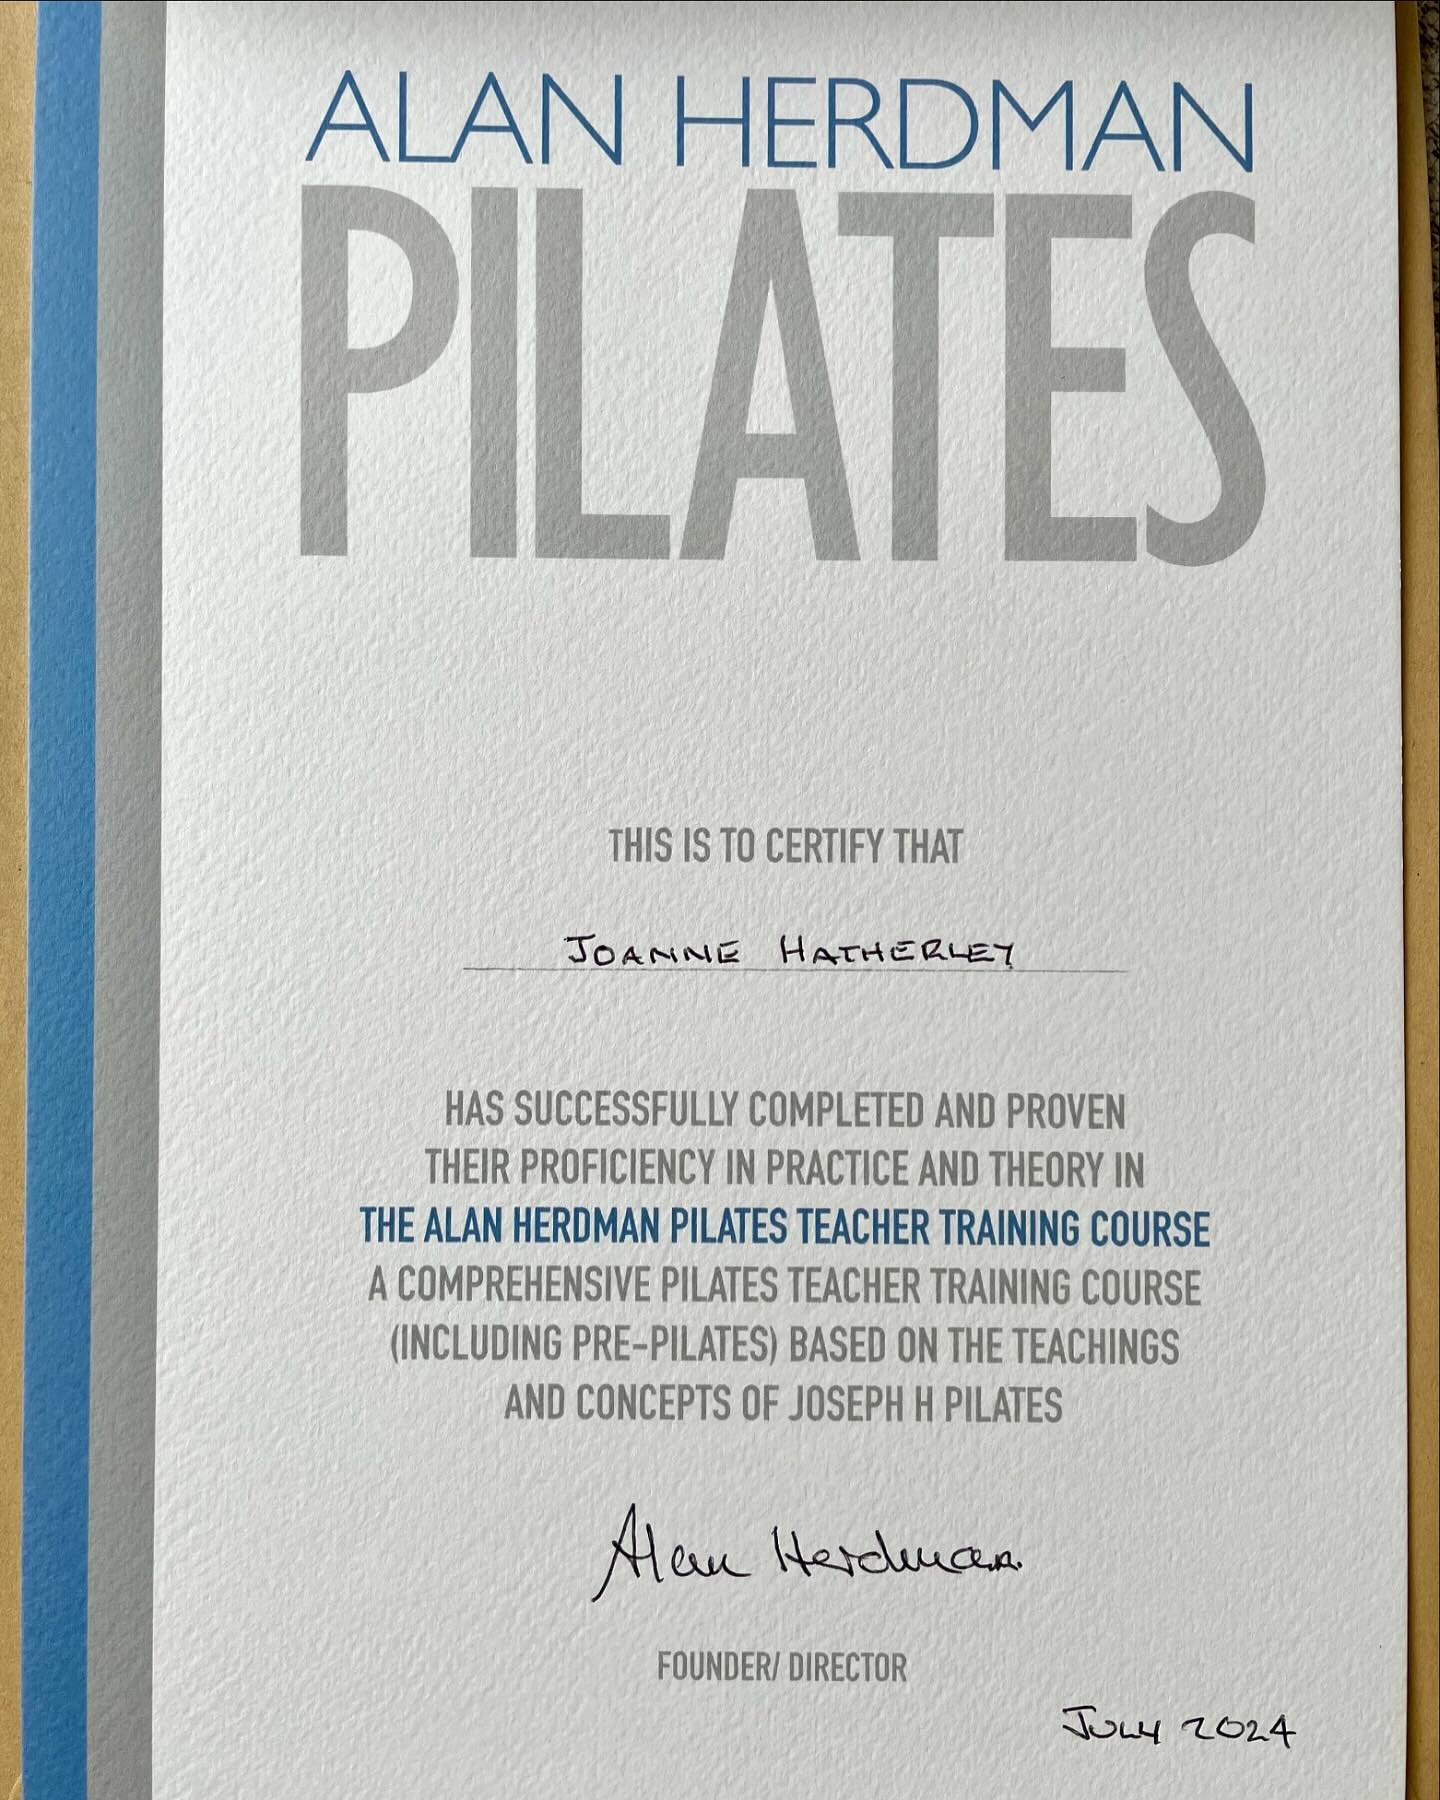 ALAN HERDMAN
PILATES
THIS IS TO CERTIFY THAT
JOANNE HATHERLEY
HAS SUCCESSFULLY COMPLETED AND PROVEN
THEIR PROFICIENCY IN PRACTICE AND THEORY IN
THE ALAN HERDMAN PILATES TEACHER TRAINING COURSE
A COMPREHENSIVE PILATES TEACHER TRAINING COURSE
(INCLUDING PRE-PILATES) BASED ON THE TEACHINGS
AND CONCEPTS OF JOSEPH H PILATES
Alan Herdman.
FOUNDER/ DIRECTOR
JULY 2024